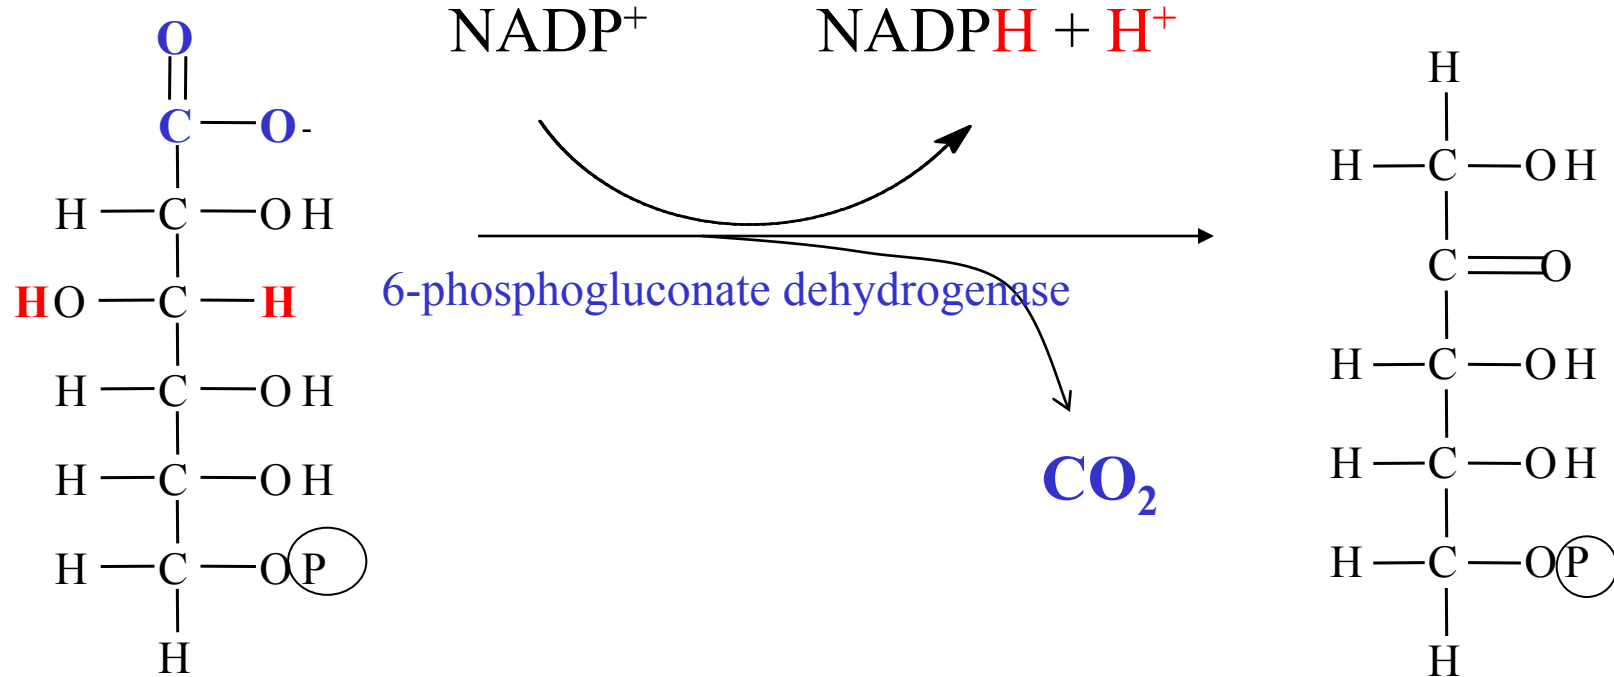 NADP⁺ NADPH + H⁺
O
C O-
H C OH
HO C H
H C OH
H C OH
H C O P
H
6-phosphogluconate dehydrogenase
CO₂
H
H C OH
C O
H C OH
H C OH
H C O P
H